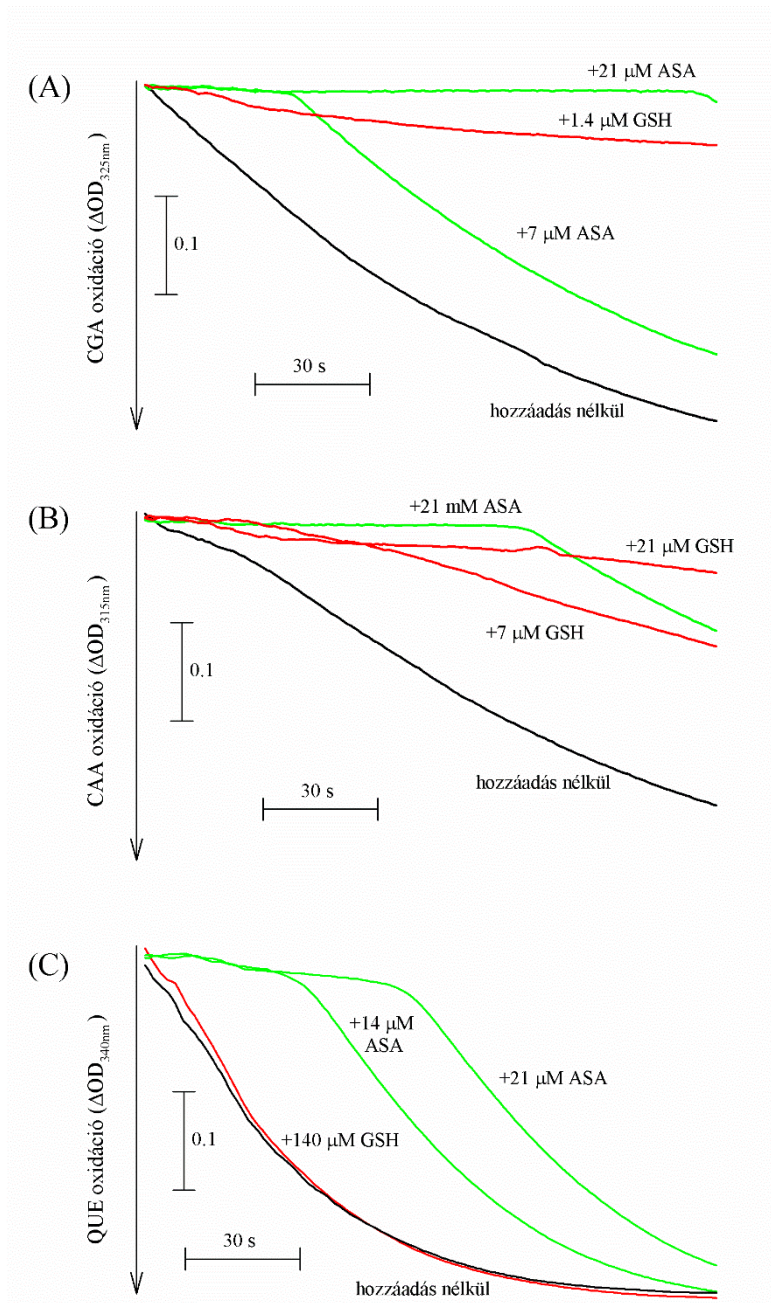 (A)
CGA oxidáció (ΔOD325nm)
+21 μM ASA
+1.4 μM GSH
+7 μM ASA
0.1
30 s
hozzáadás nélkül
(B)
CAA oxidáció (ΔOD315nm)
+21 mM ASA
+21 μM GSH
+7 μM GSH
0.1
30 s
hozzáadás nélkül
(C)
QUE oxidáció (ΔOD340nm)
+14 μM
ASA
+21 μM ASA
0.1
+140 μM GSH
30 s
hozzáadás nélkül